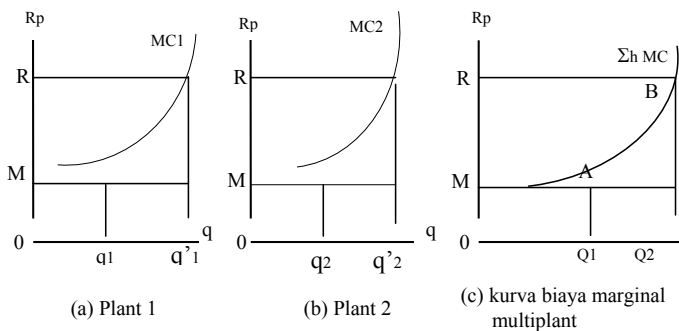 Rp
MC1
R
M
0
q1
q'1
q
(a) Plant 1
Rp
MC2
R
M
0
q2
q'2
q
(b) Plant 2
Rp
Σh MC
R
B
A
M
0
Q1
Q2
(c) kurva biaya marginal
multiplant